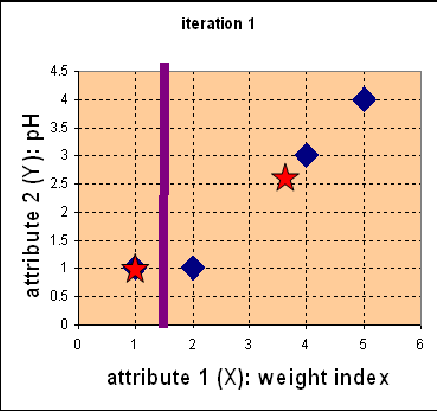 iteration 1
4.5
4
3.5
3
2.5
2
1.5
1
0.5
0
attribute 2 (Y): pH
0 1 2 3 4 5 6
attribute 1 (X): weight index